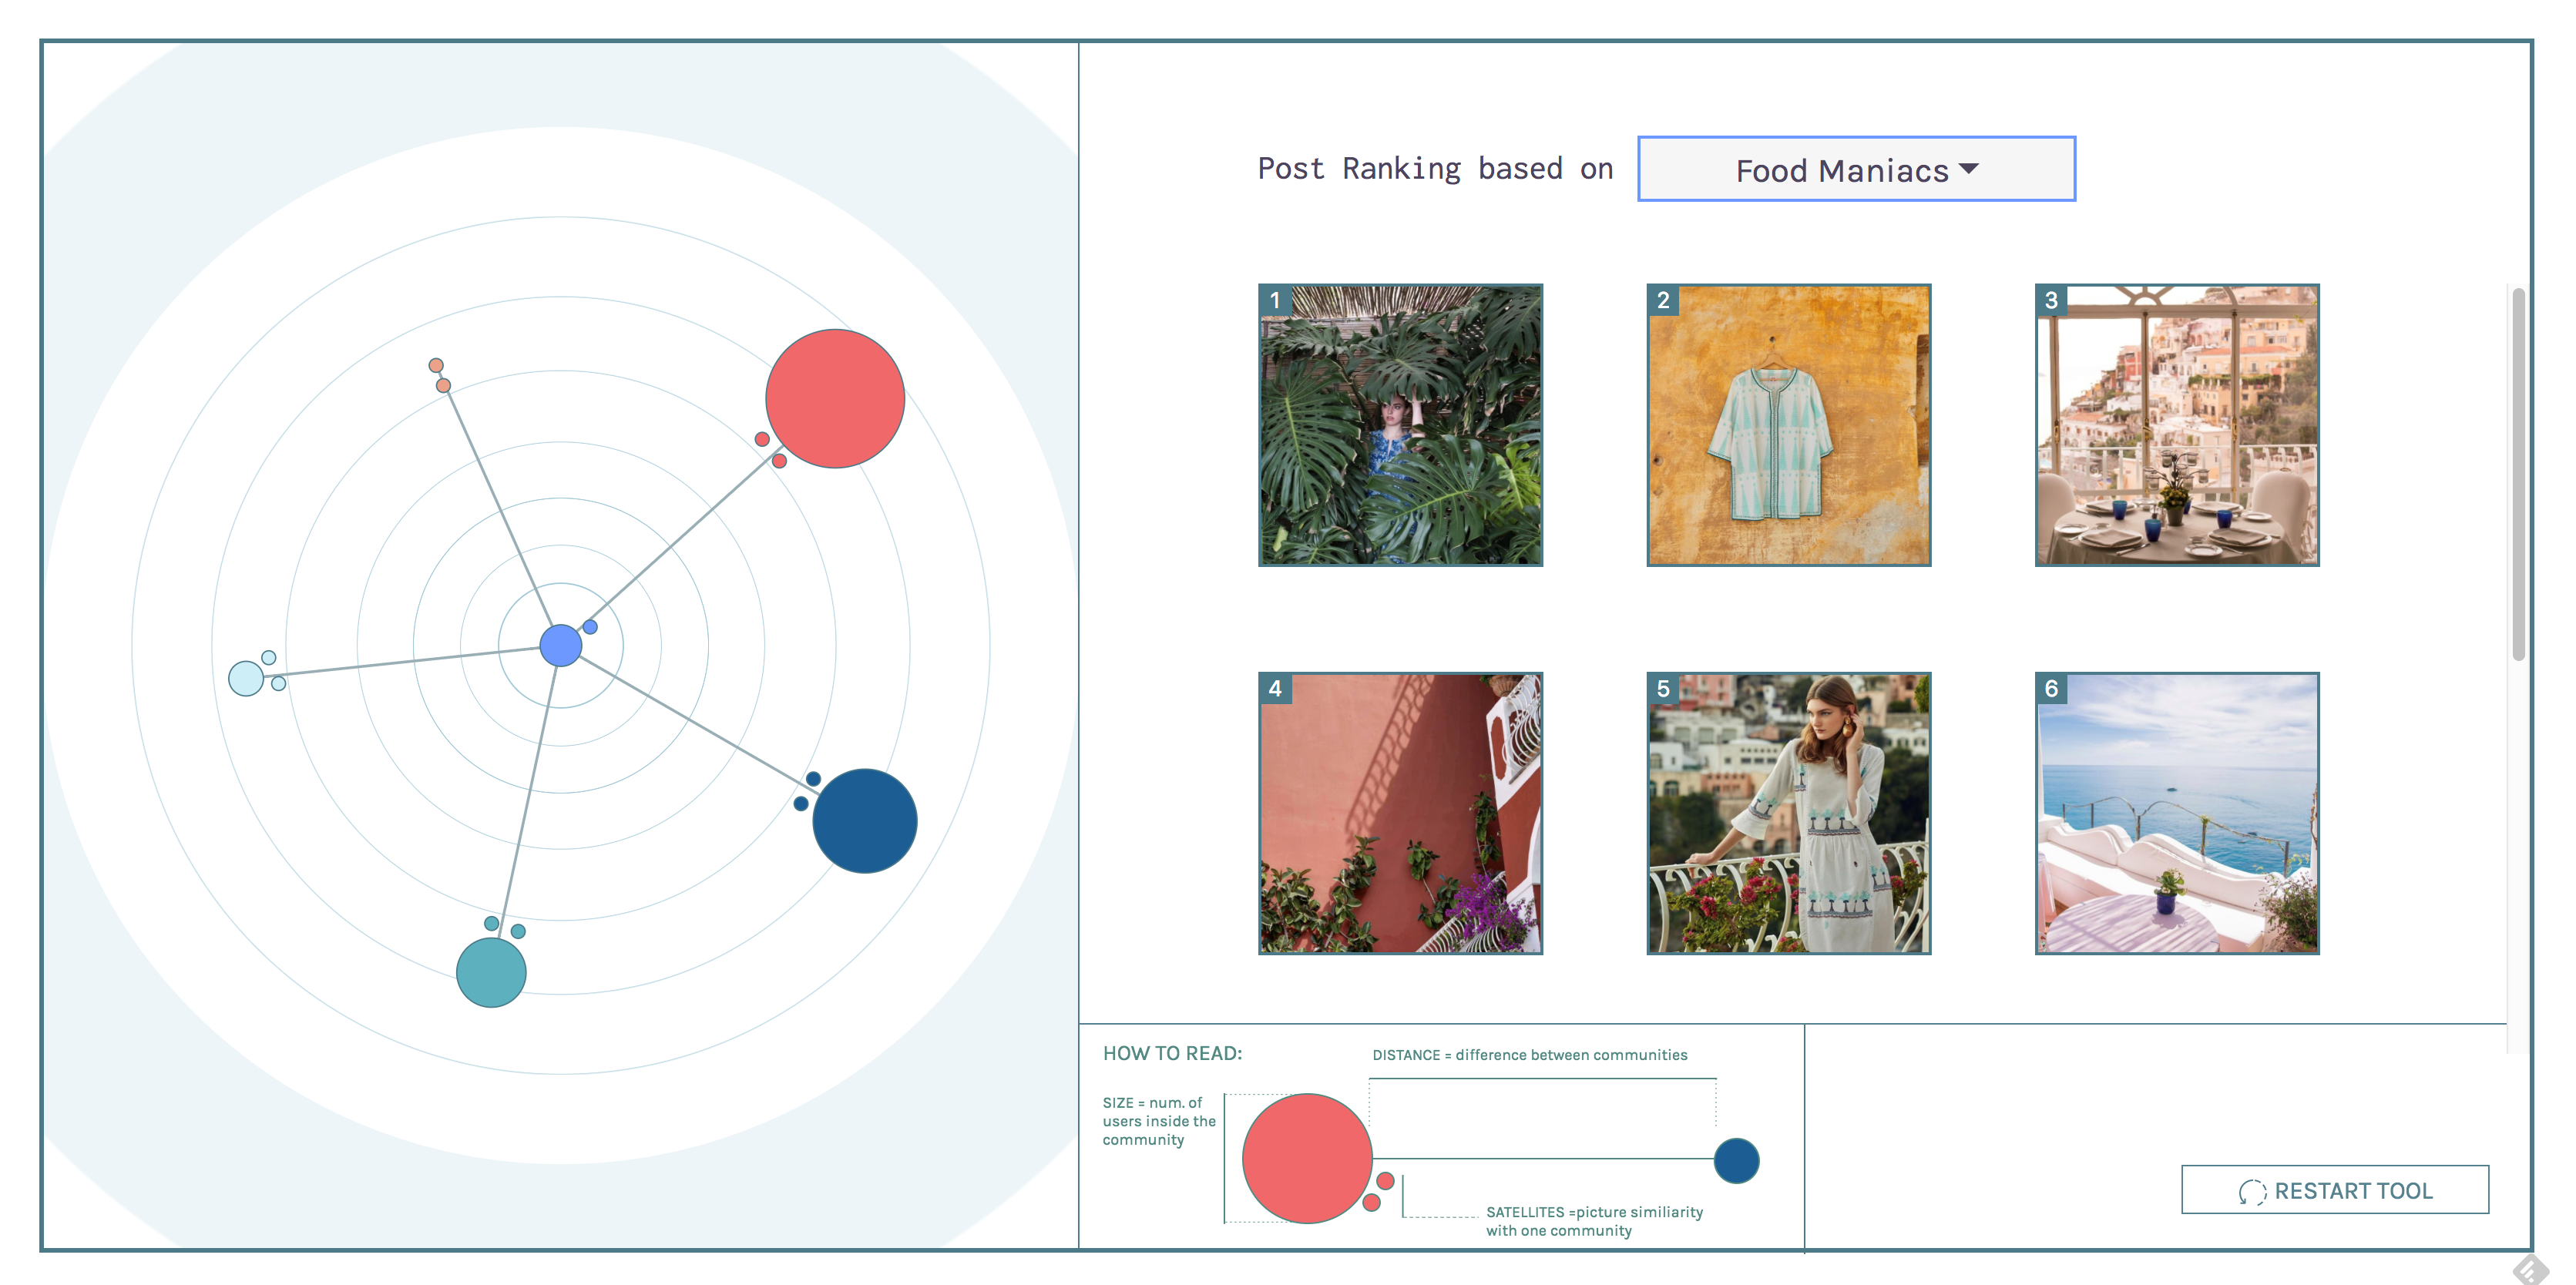 Post Ranking based on
Food Maniacs
1
2
3
4
5
6
HOW TO READ:
DISTANCE = difference between communities
SIZE = num. of
users inside the
community
SATELLITES =picture similiarity
with one community
RESTART TOOL